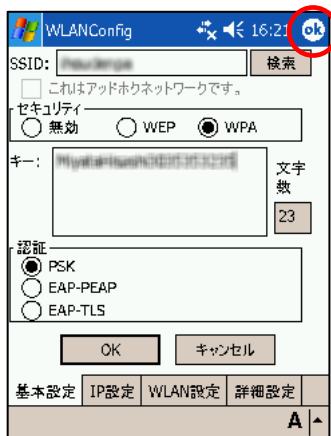 WLANConfig 16:21 ok
SSID: 検索
これはアッドホクネットワークです。
セキュリティ
無効 WEP WPA
キー: 文字数
23
認証
PSK
EAP-PEAP
EAP-TLS
OK キャンセル
基本設定 IP設定 WLAN設定 詳細設定
A